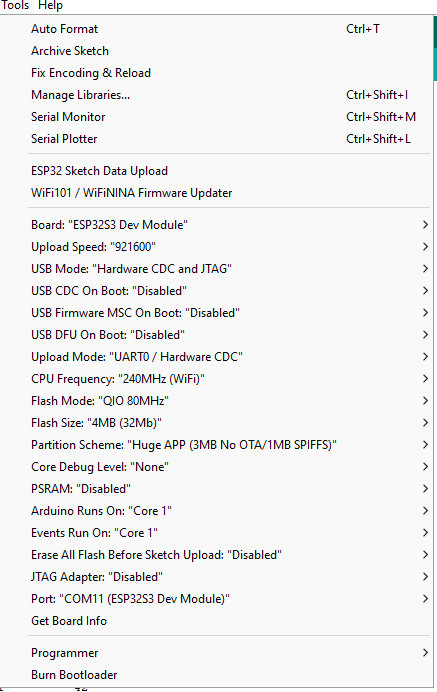 Tools Help
Auto Format Ctrl+T
Archive Sketch
Fix Encoding & Reload
Manage Libraries... Ctrl+Shift+I
Serial Monitor Ctrl+Shift+M
Serial Plotter Ctrl+Shift+L
ESP32 Sketch Data Upload
WiFi101 / WiFiNINA Firmware Updater
Board: "ESP32S3 Dev Module"
Upload Speed: "921600"
USB Mode: "Hardware CDC and JTAG"
USB CDC On Boot: "Disabled"
USB Firmware MSC On Boot: "Disabled"
USB DFU On Boot: "Disabled"
Upload Mode: "UART0 / Hardware CDC"
CPU Frequency: "240MHz (WiFi)"
Flash Mode: "QIO 80MHz"
Flash Size: "4MB (32Mb)"
Partition Scheme: "Huge APP (3MB No OTA/1MB SPIFFS)"
Core Debug Level: "None"
PSRAM: "Disabled"
Arduino Runs On: "Core 1"
Events Run On: "Core 1"
Erase All Flash Before Sketch Upload: "Disabled"
JTAG Adapter: "Disabled"
Port: "COM11 (ESP32S3 Dev Module)"
Get Board Info
Programmer
Burn Bootloader